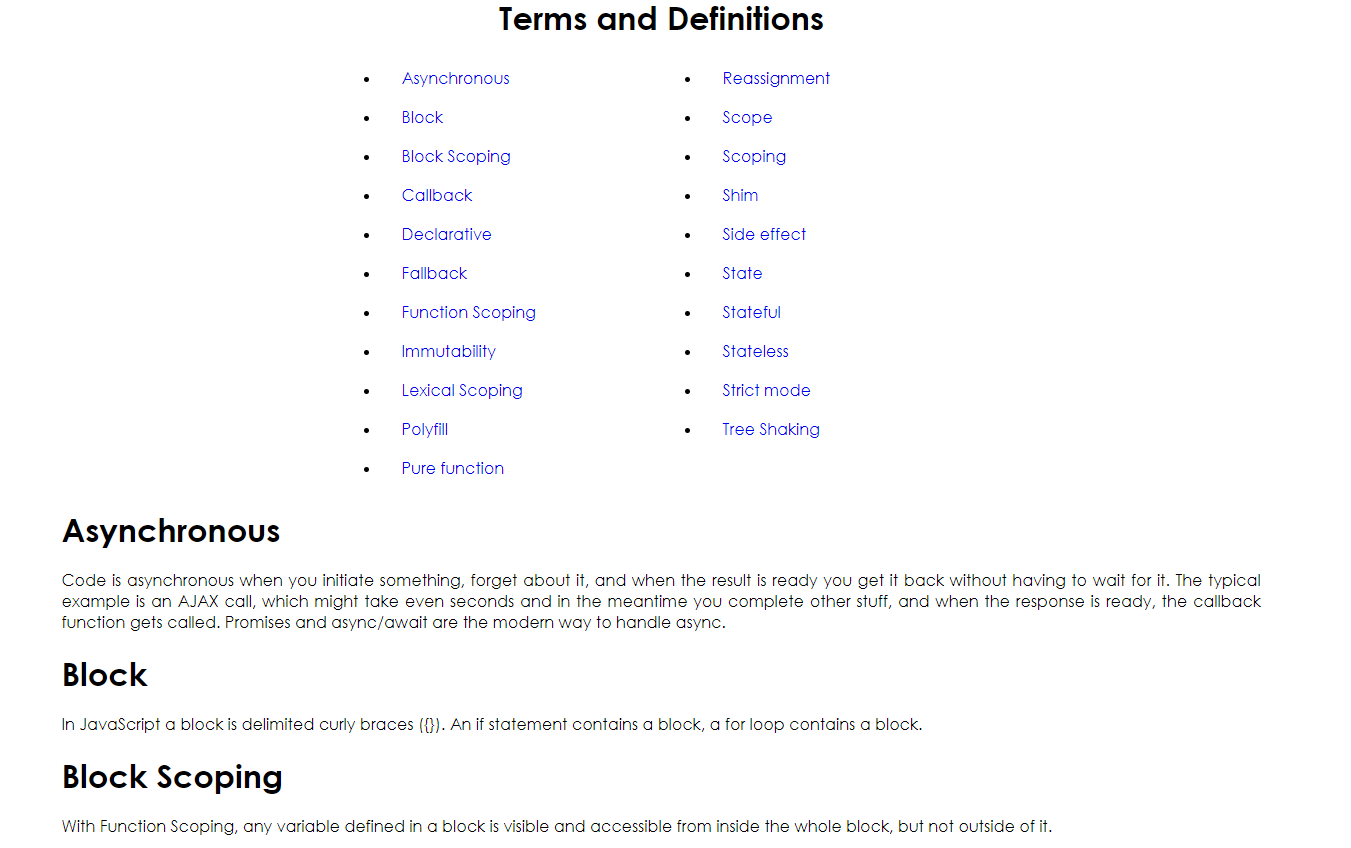 Terms and Definitions
Asynchronous
Block
Block Scoping
Callback
Declarative
Fallback
Function Scoping
Immutability
Lexical Scoping
Polyfill
Pure function
Reassignment
Scope
Scoping
Shim
Side effect
State
Stateful
Stateless
Strict mode
Tree Shaking
Asynchronous
Code is asynchronous when you initiate something, forget about it, and when the result is ready you get it back without having to wait for it. The typical
example is an AJAX call, which might take even seconds and in the meantime you complete other stuff, and when the response is ready, the callback
function gets called. Promises and async/await are the modern way to handle async.
Block
In JavaScript a block is delimited curly braces ({}). An if statement contains a block, a for loop contains a block.
Block Scoping
With Function Scoping, any variable defined in a block is visible and accessible from inside the whole block, but not outside of it.